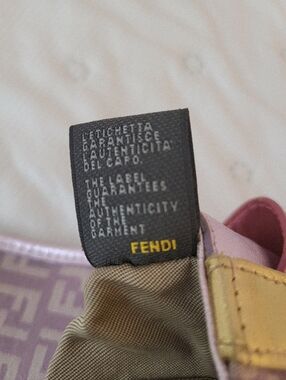 L'ETICHETTA
GARANTISCE
L'AUTENTICITA'
DEL CAPO.
THE LABEL
GUARANTEES
THE
AUTHENTICITY
OF THE
GARMENT
FENDI